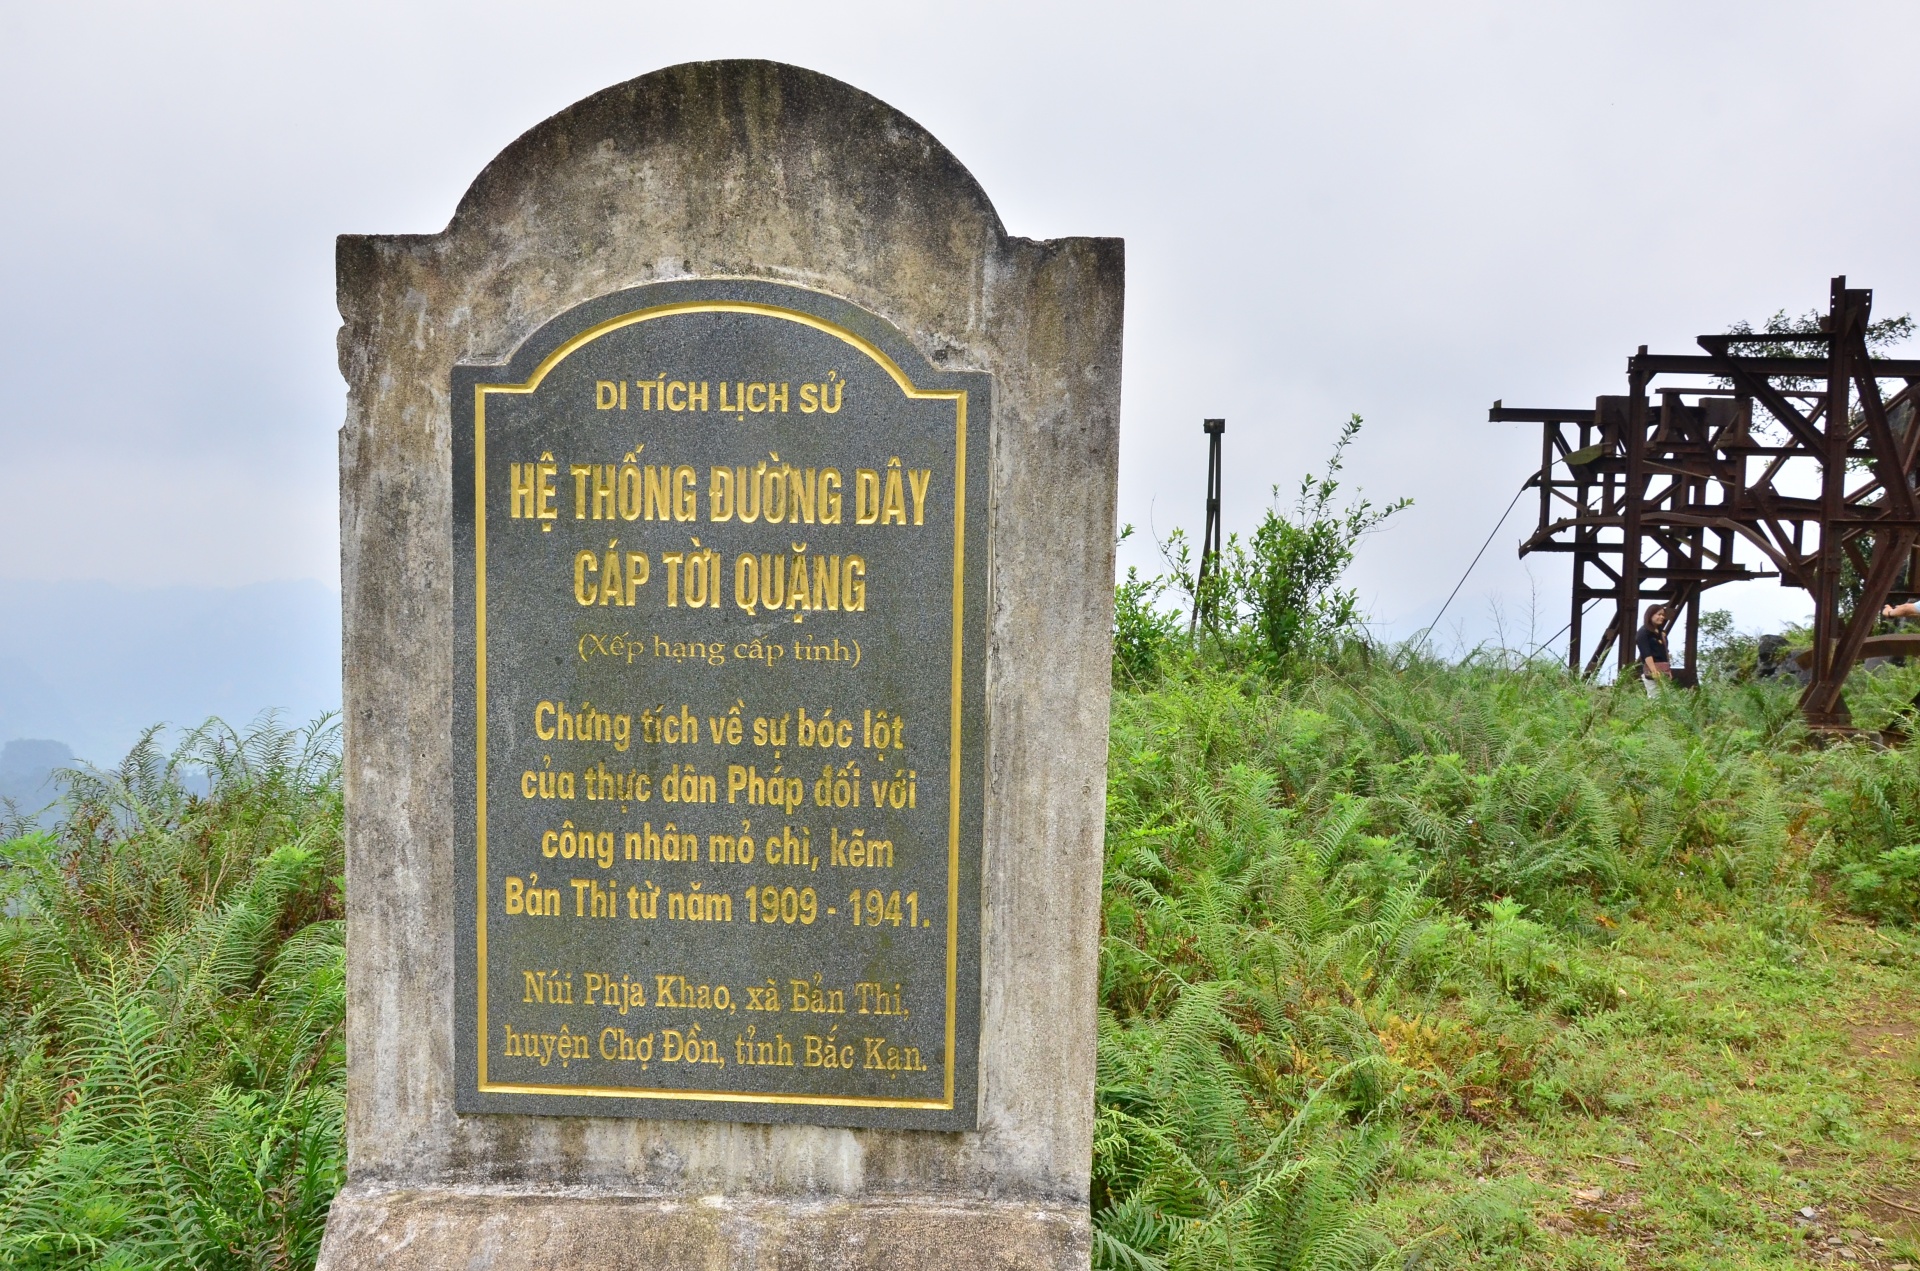 DI TÍCH LỊCH SỬ
HỆ THỐNG ĐƯỜNG DÂY
CÁP TỜI QUẶNG
(Xếp hạng cấp tỉnh)
Chứng tích về sự bóc lột
của thực dân Pháp đối với
công nhân mỏ chì, kẽm
Bản Thi từ năm 1909 - 1941.
Núi Phja Khao, xà Bản Thi,
huyện Chợ Đồn, tỉnh Bắc Kạn.